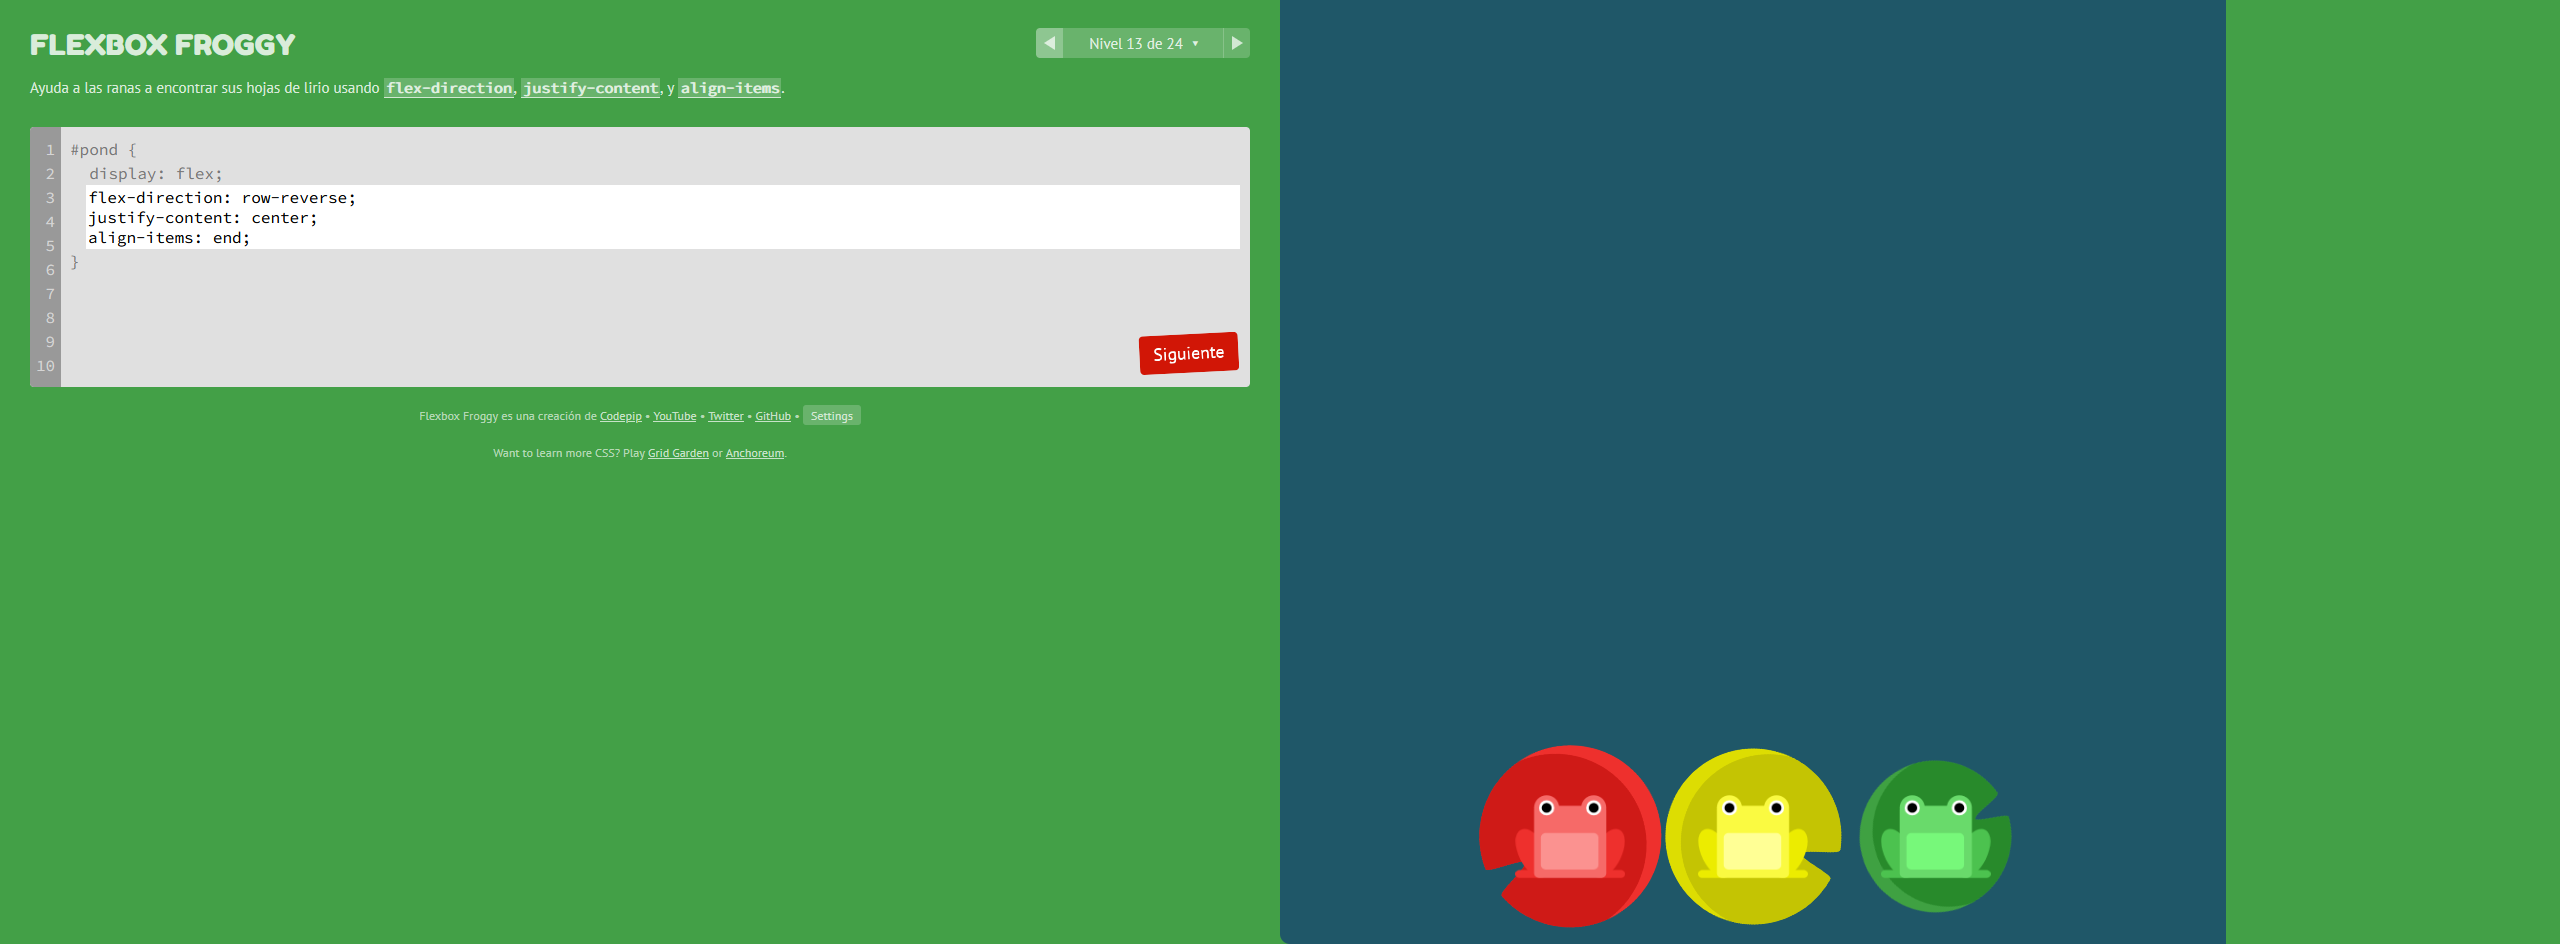 FLEXBOX FROGGY
Nivel 13 de 24 ▾
Ayuda a las ranas a encontrar sus hojas de lirio usando flex-direction, justify-content, y align-items.
1 #pond {
2 display: flex;
3 flex-direction: row-reverse;
4 justify-content: center;
5 align-items: end;
6 }
7
8
9
10
Siguiente
Flexbox Froggy es una creación de Codepip • YouTube • Twitter • GitHub • Settings
Want to learn more CSS? Play Grid Garden or Anchoreum.